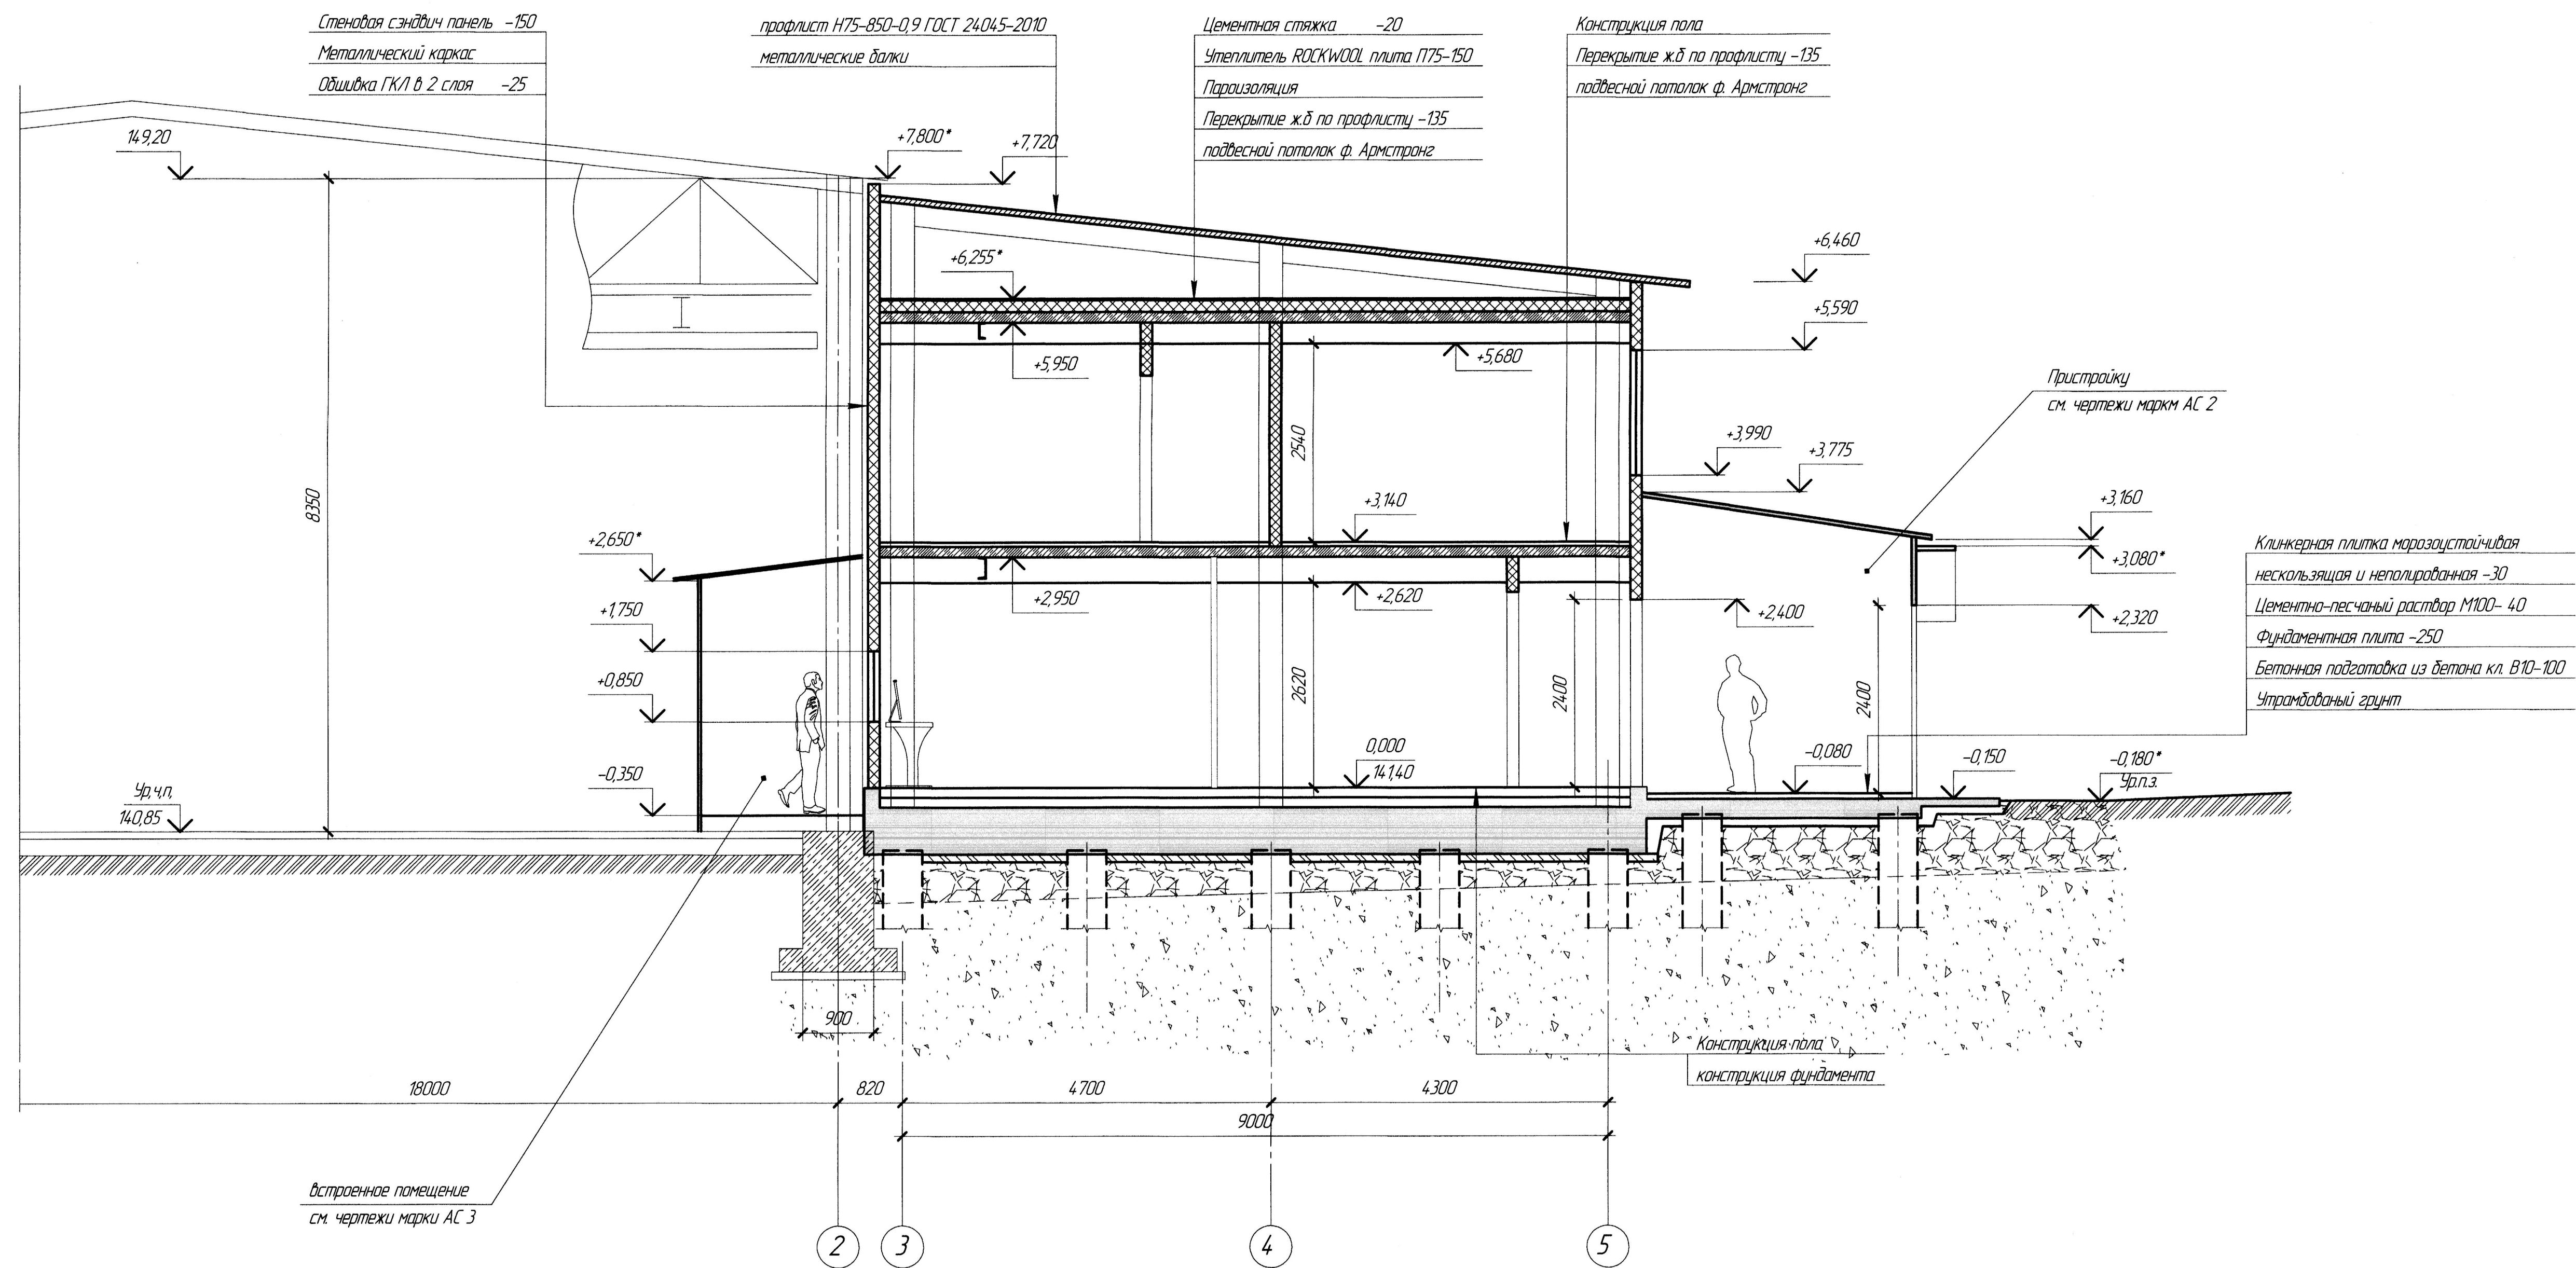 Стеновая сэндвич панель -150
Металлический каркас
Обшивка ГКЛ в 2 слоя -25
профлист Н75-850-0,9 ГОСТ 24045-2010
металлические балки
Цементная стяжка -20
Утеплитель ROCKWOOL плита П75-150
Пароизоляция
Перекрытие ж.б по профлисту -135
подвесной потолок ф. Армстронг
Конструкция пола
Перекрытие ж.б по профлисту -135
подвесной потолок ф. Армстронг
149,20
+7,800*
+7,720
+6,255*
+6,460
+5,590
+5,950
+5,680
Пристройку
см. чертежи маркм АС 2
2540
+3,990
+3,775
8350
+3,140
+3,160
+2,650*
+3,080*
Клинкерная плитка морозоустойчивая
нескользящая и неполированная -30
Цементно-песчаный раствор М100- 40
Фундаментная плита -250
Бетонная подготовка из бетона кл. В10-100
Утрамбованый грунт
+2,950
+2,620
+2,400
+2,320
+1,750
+0,850
2620
2400
2400
-0,350
0,000
141,40
-0,080
-0,150
-0,180*
Ур.п.з.
Ур.ч.п.
140,85
900
Конструкция пола
конструкция фундамента
18000
820
4700
4300
9000
встроенное помещение
см. чертежи марки АС 3
2
3
4
5